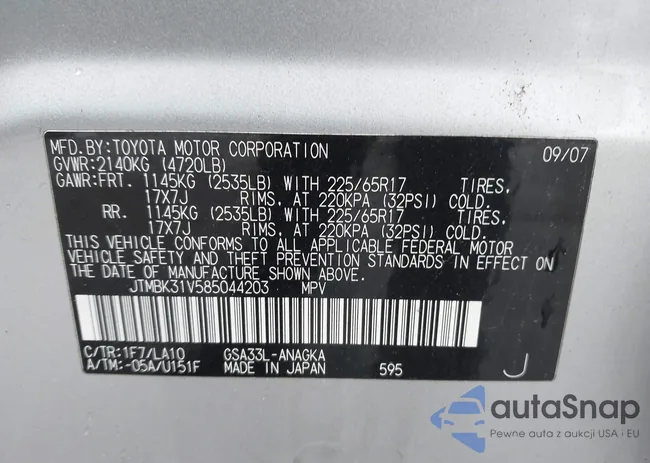 MFD.BY:TOYOTA MOTOR CORPORATION 09/07
GVWR:2140KG (4720LB)
GAWR:FRT. 1145KG (2535LB) WITH 225/65R17 TIRES,
17X7J RIMS, AT 220KPA (32PSI) COLD.
RR. 1145KG (2535LB) WITH 225/65R17 TIRES,
17X7J RIMS, AT 220KPA (32PSI) COLD.
THIS VEHICLE CONFORMS TO ALL APPLICABLE FEDERAL MOTOR
VEHICLE SAFETY AND THEFT PREVENTION STANDARDS IN EFFECT ON
THE DATE OF MANUFACTURE SHOWN ABOVE.
JTMBK31V585044203 MPV
C/TR:1F7/LA10 GSA33L-ANAGKA
A/TM:-05A/U151F MADE IN JAPAN 595 J
autaSnap
Pewne auta z aukcji USA i EU